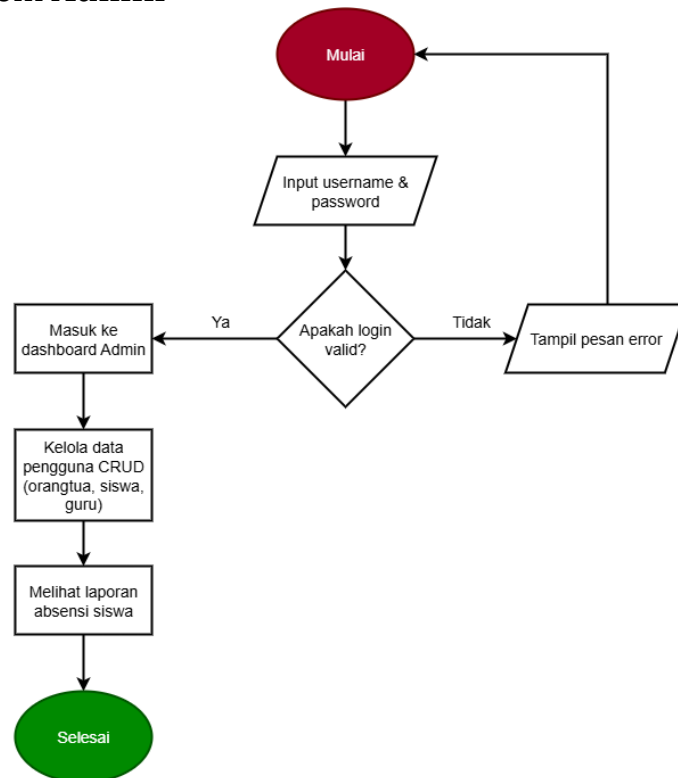 Mulai
Input username &
password
Apakah login
valid?
Ya
Tidak
Masuk ke
dashboard Admin
Tampil pesan error
Kelola data
pengguna CRUD
(orangtua, siswa,
guru)
Melihat laporan
absensi siswa
Selesai